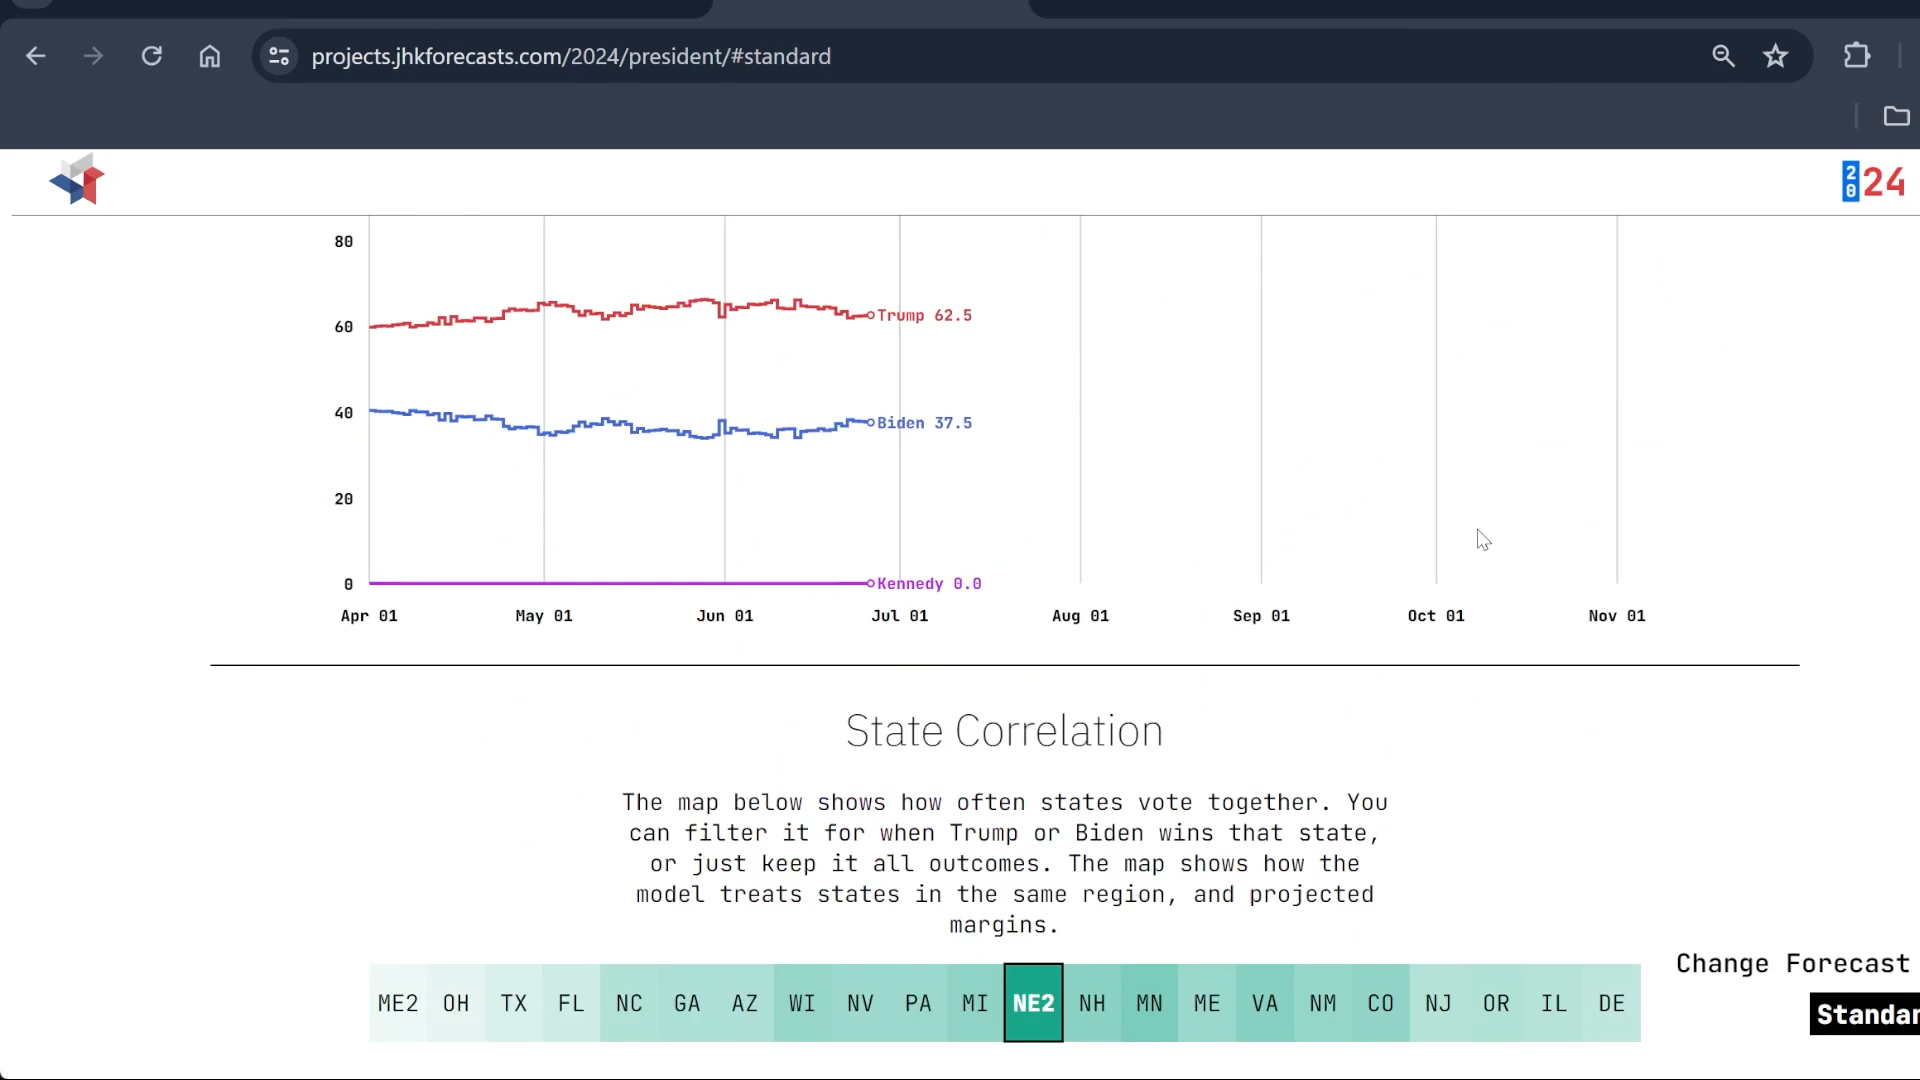 projects.jhkforecasts.com/2024/president/#standard
2024
80
60
40
20
0
Trump 62.5
Biden 37.5
Kennedy 0.0
Apr 01 May 01 Jun 01 Jul 01 Aug 01 Sep 01 Oct 01 Nov 01
State Correlation
The map below shows how often states vote together. You
can filter it for when Trump or Biden wins that state,
or just keep it all outcomes. The map shows how the
model treats states in the same region, and projected
margins.
Change Forecast
ME2 OH TX FL NC GA AZ WI NV PA MI NE2 NH MN ME VA NM CO NJ OR IL DE
Standar